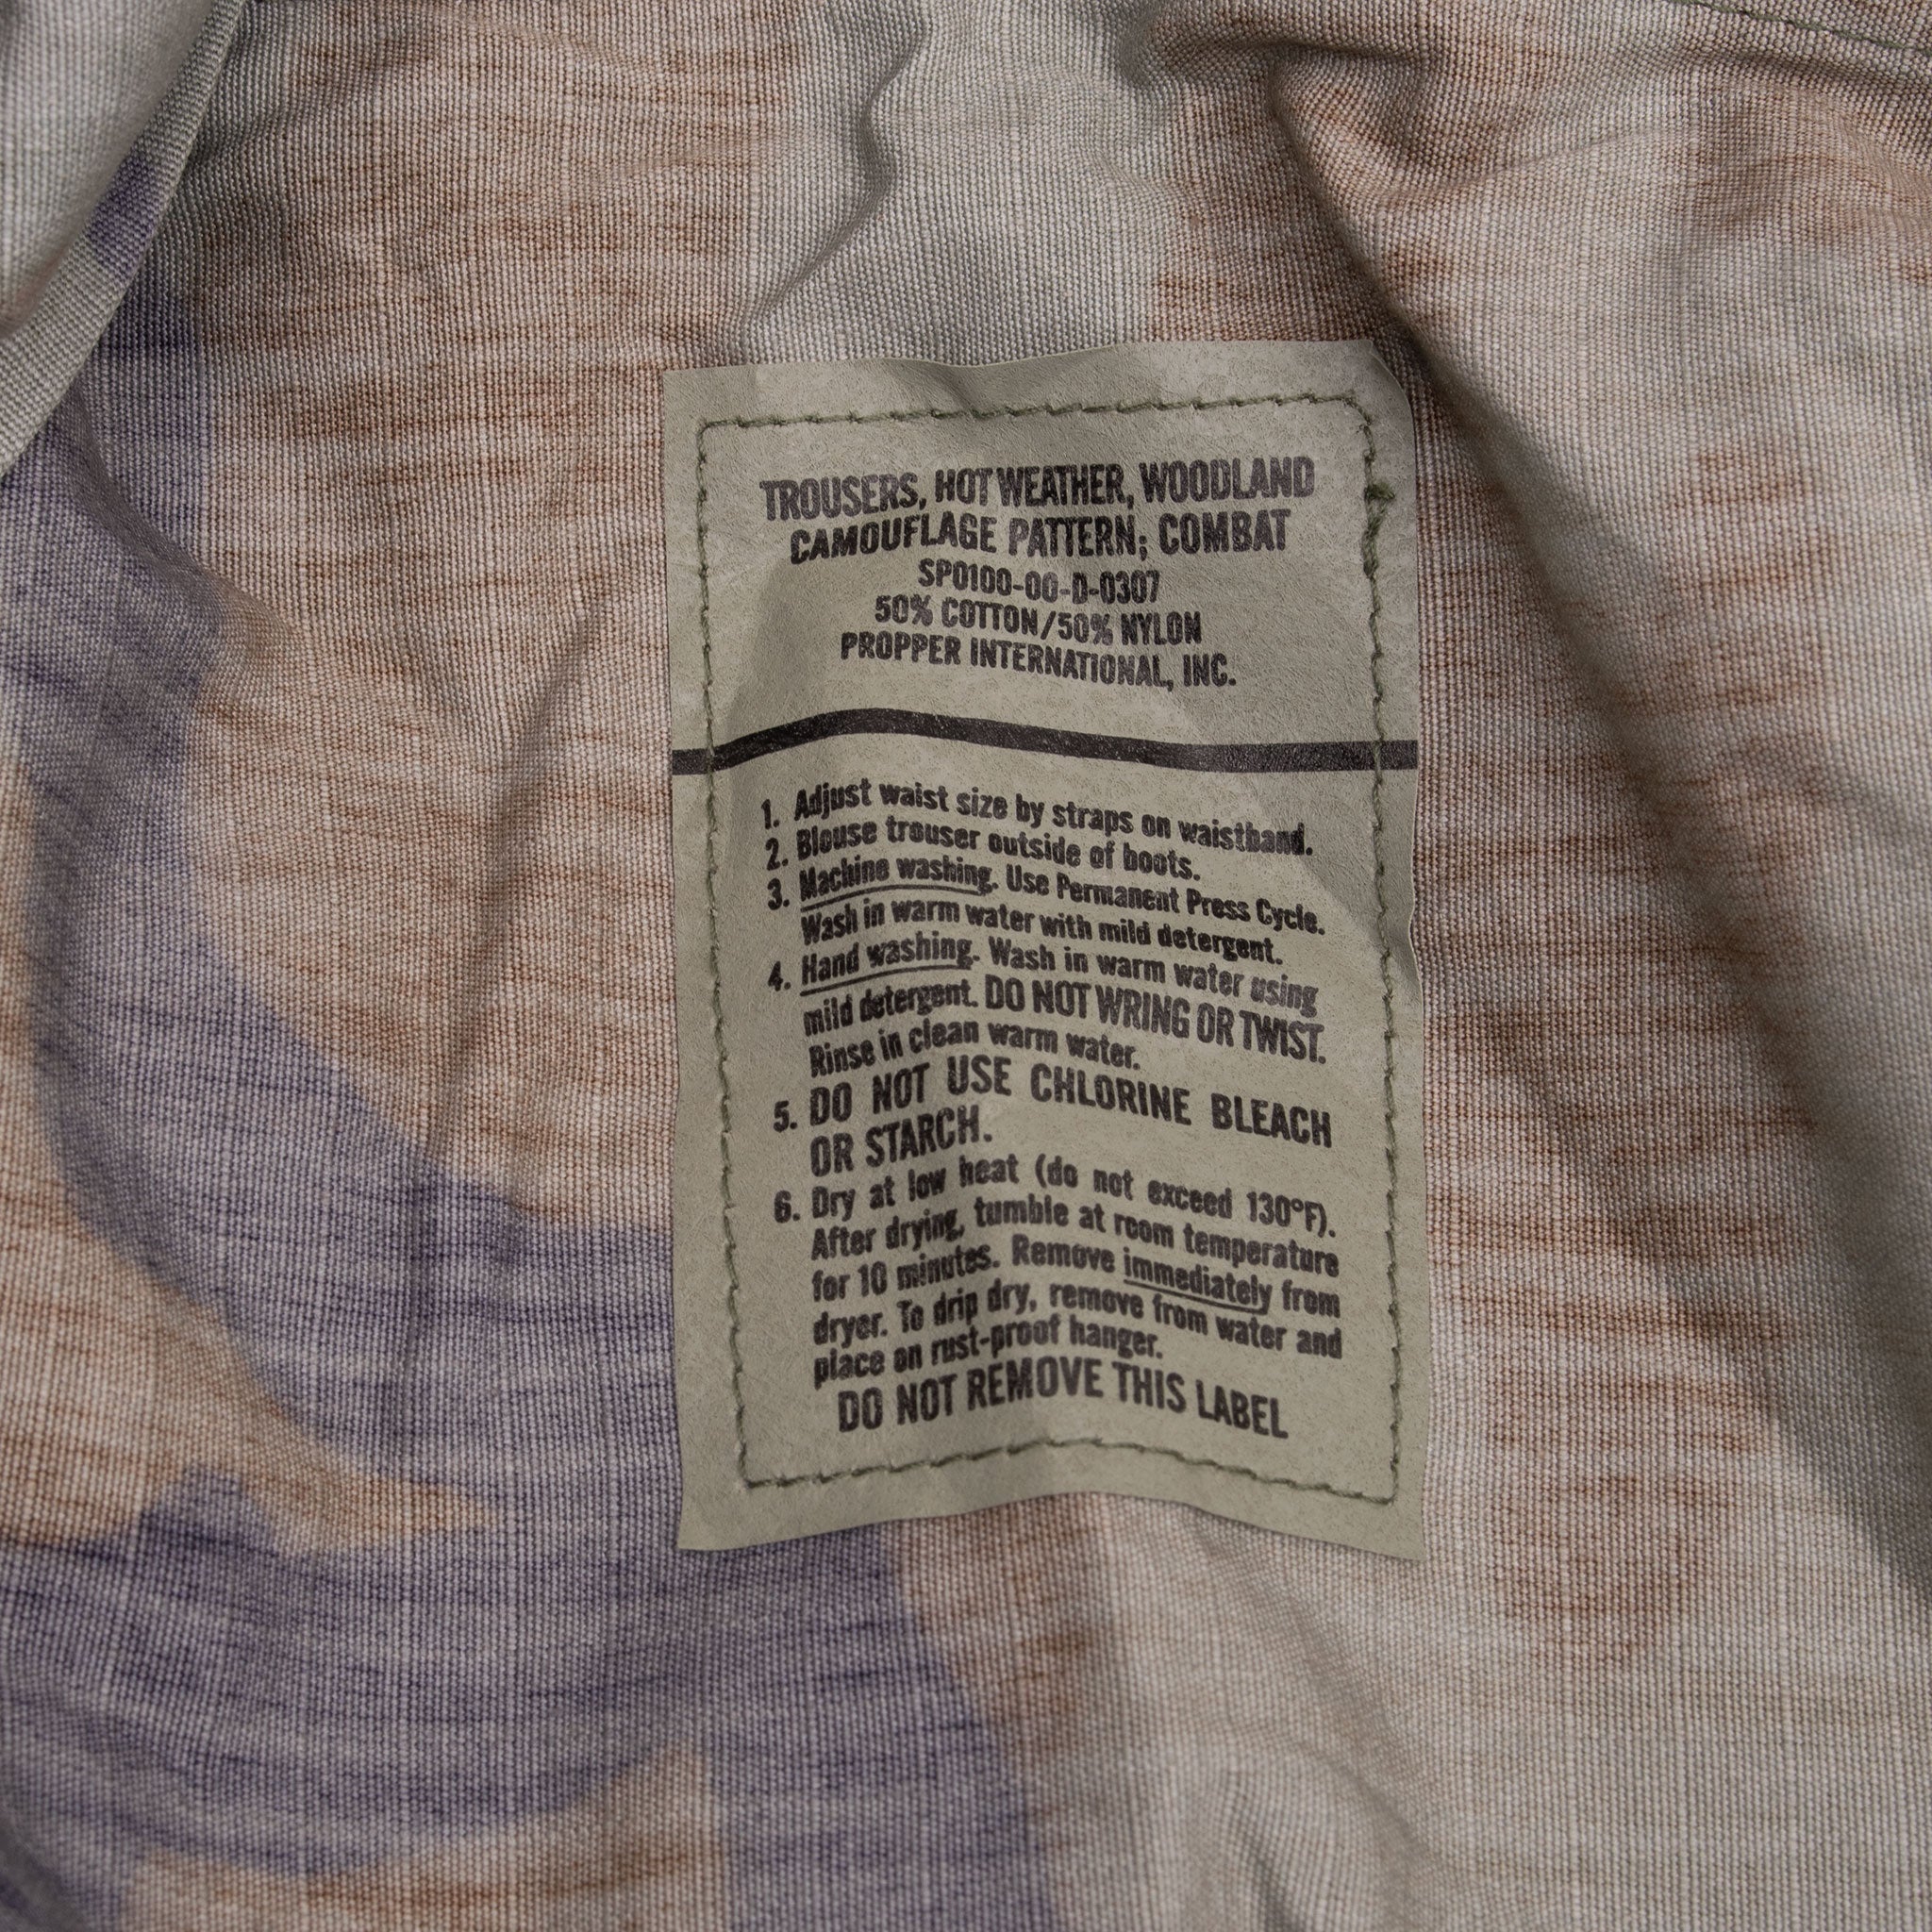 TROUSERS, HOT WEATHER, WOODLAND
CAMOUFLAGE PATTERN; COMBAT
SP0100-00-D-0307
50% COTTON/50% NYLON
PROPPER INTERNATIONAL, INC.
1. Adjust waist size by straps on waistband.
2. Blouse trouser outside of boots.
3. Machine washing. Use Permanent Press Cycle.
Wash in warm water with mild detergent.
4. Hand washing. Wash in warm water using
mild detergent. DO NOT WRING OR TWIST.
Rinse in clean warm water.
5. DO NOT USE CHLORINE BLEACH
OR STARCH.
6. Dry at low heat (do not exceed 130°F).
After drying, tumble at room temperature
for 10 minutes. Remove immediately from
dryer. To drip dry, remove from water and
place on rust-proof hanger.
DO NOT REMOVE THIS LABEL